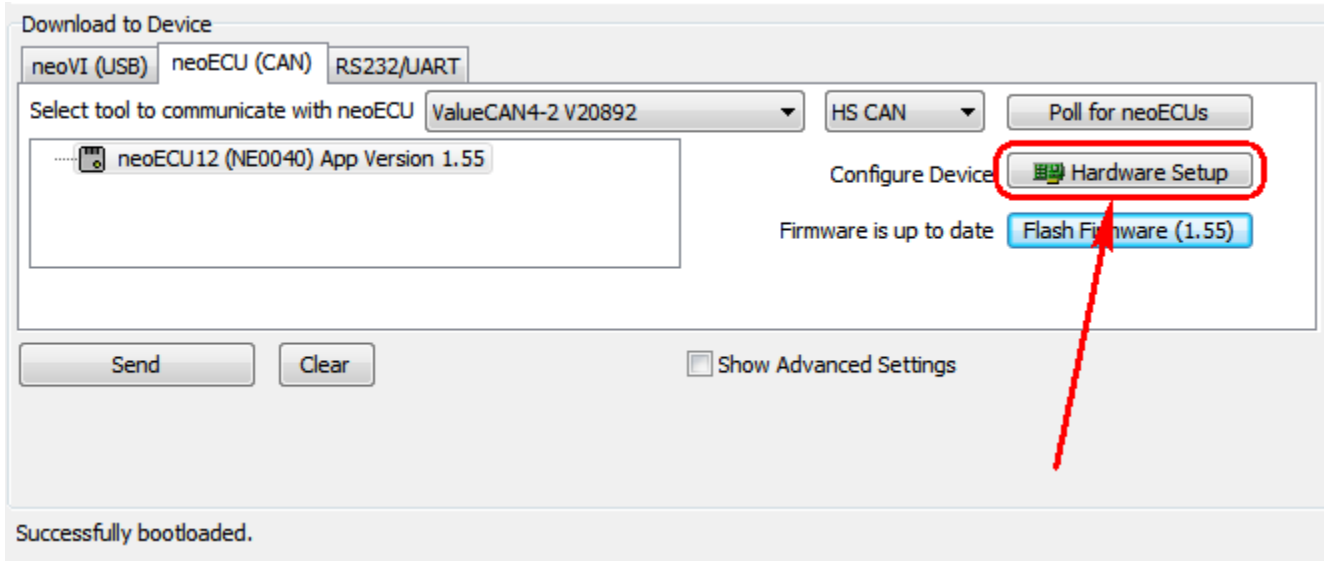 Download to Device
neoVI (USB) neoECU (CAN) RS232/UART
Select tool to communicate with neoECU ValueCAN4-2 V20892 HS CAN Poll for neoECUs
neoECU12 (NE0040) App Version 1.55
Configure Device Hardware Setup
Firmware is up to date Flash Firmware (1.55)
Send Clear Show Advanced Settings
Successfully bootloaded.